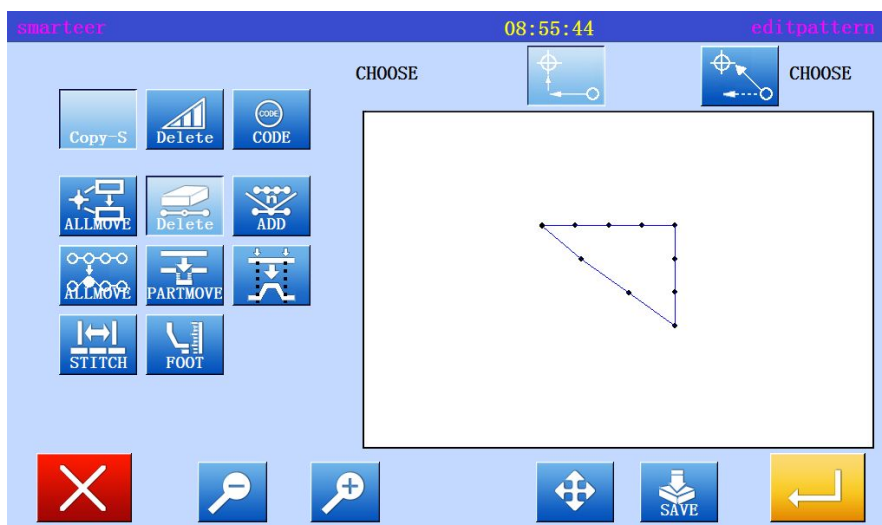 smarteer 08:55:44 editpattern
CHOOSE CHOOSE
Copy-S Delete CODE CODE
ALLMOVE Delete n ADD
ALLMOVE PARTMOVE
STITCH FOOT
SAVE